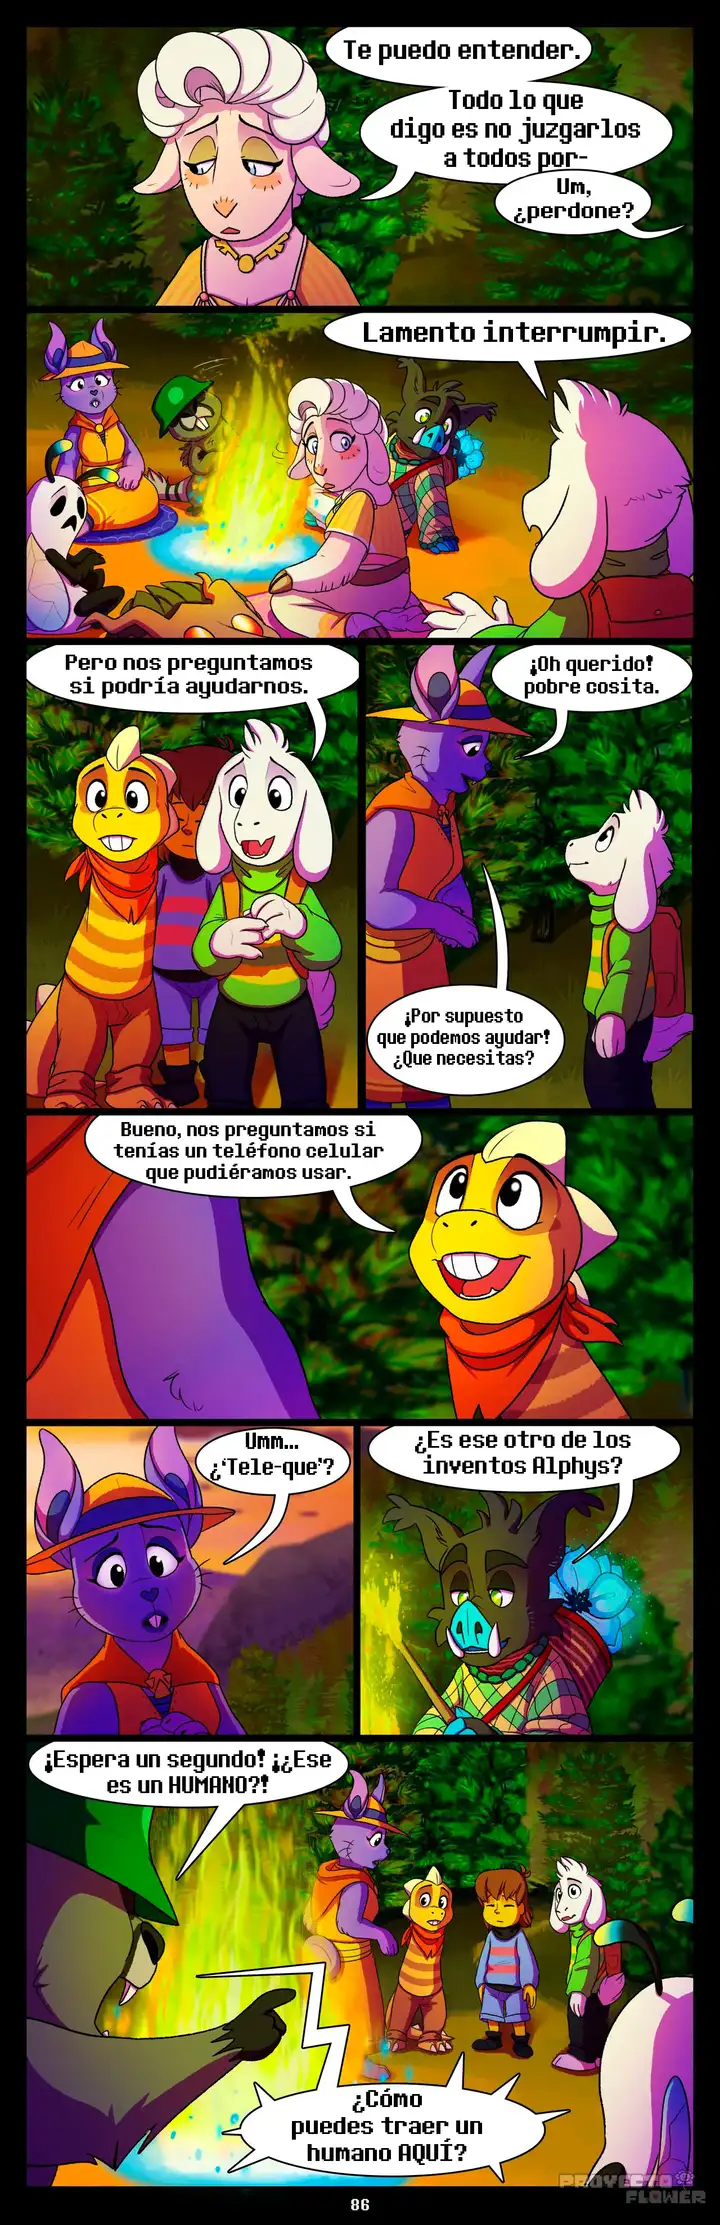 Te puedo entender.
Todo lo que
digo es no juzgarlos
a todos por-
Um,
¿perdone?
Lamento interrumpir.
Pero nos preguntamos
si podría ayudarnos.
¡Oh querido!
pobre cosita.
¡Por supuesto
que podemos ayudar!
¿Que necesitas?
Bueno, nos preguntamos si
tenías un teléfono celular
que pudiéramos usar.
Umm...
¿‘Tele-que’?
¿Es ese otro de los
inventos Alphys?
¡Espera un segundo! ¡¿Ese
es un HUMANO?!
¿Cómo
puedes traer un
humano AQUÍ?
PROYECTO
FLOWER
86